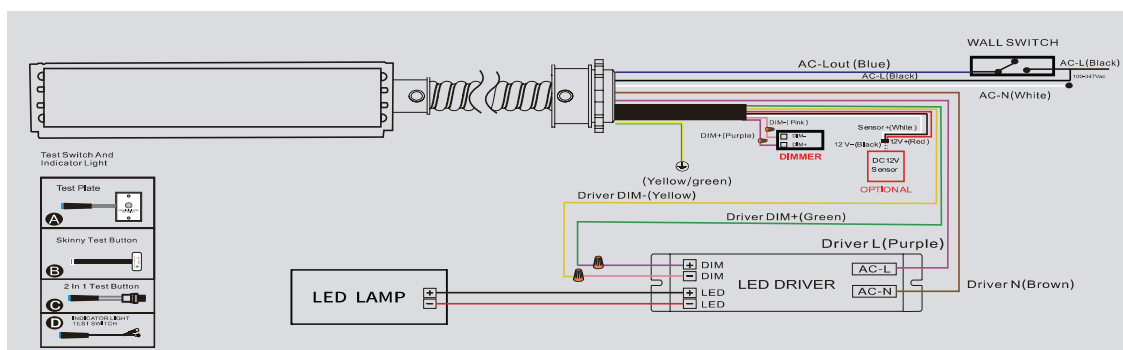 WALL SWITCH
AC-Lout (Blue)
AC-L(Black)
AC-L(Black)
100-347Vac
AC-N(White)
DIM-( Pink )
DIM+(Purple)
DIM-
DIM+
DIMMER
Sensor+(White )
12 V-(Black)
12V+(Red )
DC12V
Sensor
OPTIONAL
(Yellow/green)
Driver DIM-(Yellow)
Driver DIM+(Green)
Driver L(Purple)
Driver N(Brown)
Test Switch And
Indicator Light
Test Plate
A
Skinny Test Button
B
2 In 1 Test Button
C
INDICATOR LIGHT
TEST SWITCH
D
LED LAMP
+
−
+ DIM
− DIM
+ LED
− LED
LED DRIVER
AC-L
AC-N